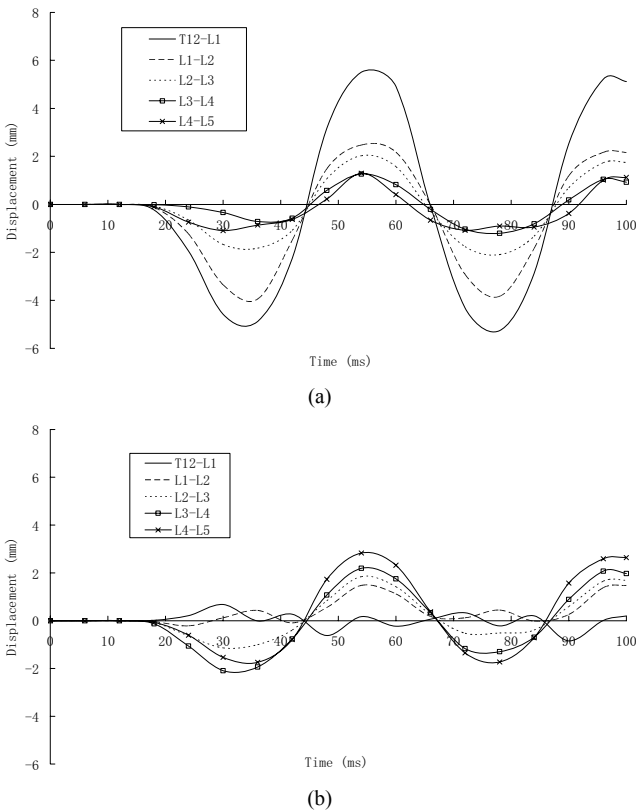 8
6
4
2
0
-2
-4
-6
Displacement (mm)
T12-L1
L1-L2
L2-L3
L3-L4
L4-L5
0 10 20 30 40 50 60 70 80 90 100
Time (ms)
(a)
8
6
4
2
0
-2
-4
-6
Displacement (mm)
T12-L1
L1-L2
L2-L3
L3-L4
L4-L5
0 10 20 30 40 50 60 70 80 90 100
Time (ms)
(b)